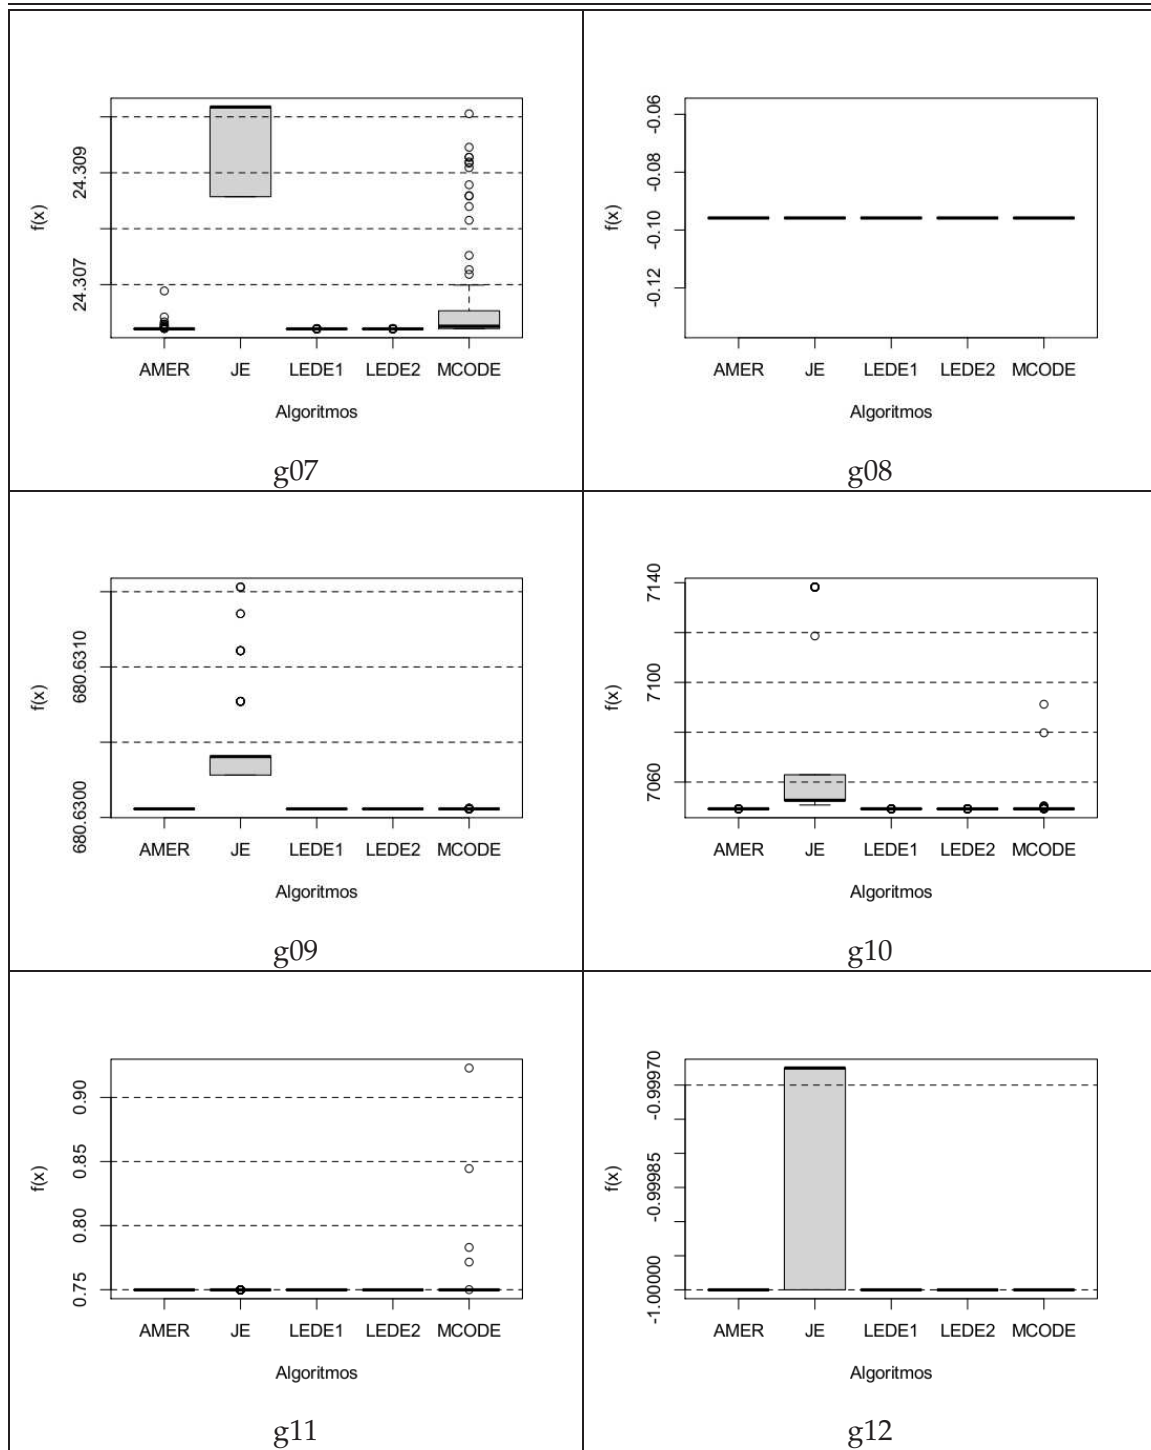 24.309
24.307
f(x)
AMER JE LEDE1 LEDE2 MCODE
Algoritmos
g07
-0.06
-0.08
-0.10
-0.12
f(x)
AMER JE LEDE1 LEDE2 MCODE
Algoritmos
g08
680.6310
680.6300
f(x)
AMER JE LEDE1 LEDE2 MCODE
Algoritmos
g09
7140
7100
7060
f(x)
AMER JE LEDE1 LEDE2 MCODE
Algoritmos
g10
0.90
0.85
0.80
0.75
f(x)
AMER JE LEDE1 LEDE2 MCODE
Algoritmos
g11
-0.99970
-0.99985
-1.00000
f(x)
AMER JE LEDE1 LEDE2 MCODE
Algoritmos
g12